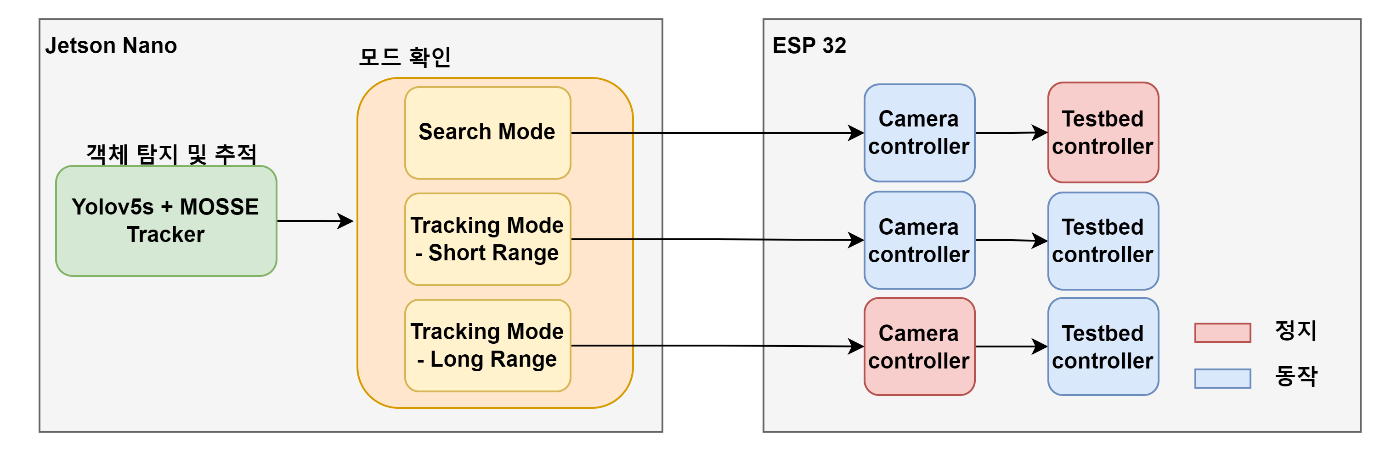 Jetson Nano
객체 탐지 및 추적
Yolov5s + MOSSE
Tracker
모드 확인
Search Mode
Tracking Mode
- Short Range
Tracking Mode
- Long Range
ESP 32
Camera
controller
Testbed
controller
Camera
controller
Testbed
controller
Camera
controller
Testbed
controller
정지
동작